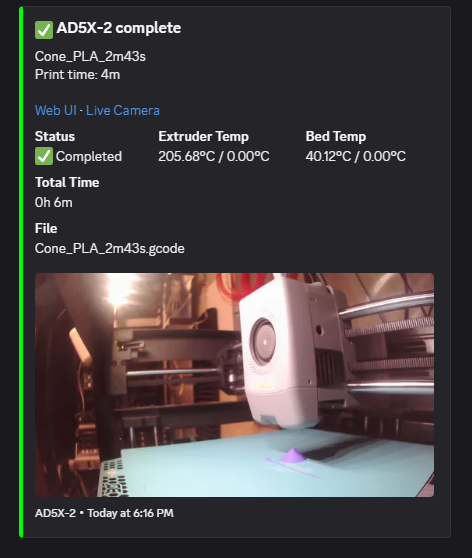 ✅ AD5X-2 complete
Cone_PLA_2m43s
Print time: 4m
Web UI · Live Camera
Status Extruder Temp Bed Temp
✅ Completed 205.68°C / 0.00°C 40.12°C / 0.00°C
Total Time
0h 6m
File
Cone_PLA_2m43s.gcode
AD5X-2 • Today at 6:16 PM